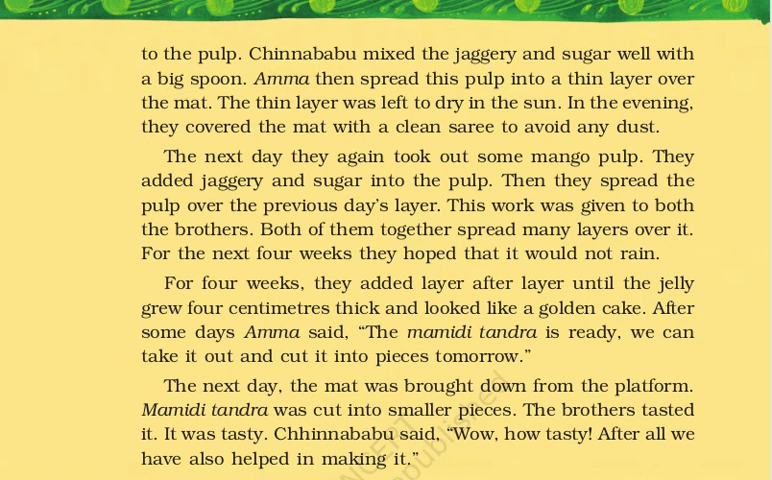 to the pulp. Chinnababu mixed the jaggery and sugar well with
a big spoon. Amma then spread this pulp into a thin layer over
the mat. The thin layer was left to dry in the sun. In the evening,
they covered the mat with a clean saree to avoid any dust.
The next day they again took out some mango pulp. They
added jaggery and sugar into the pulp. Then they spread the
pulp over the previous day’s layer. This work was given to both
the brothers. Both of them together spread many layers over it.
For the next four weeks they hoped that it would not rain.
For four weeks, they added layer after layer until the jelly
grew four centimetres thick and looked like a golden cake. After
some days Amma said, “The mamidi tandra is ready, we can
take it out and cut it into pieces tomorrow.”
The next day, the mat was brought down from the platform.
Mamidi tandra was cut into smaller pieces. The brothers tasted
it. It was tasty. Chhinnababu said, “Wow, how tasty! After all we
have also helped in making it.”